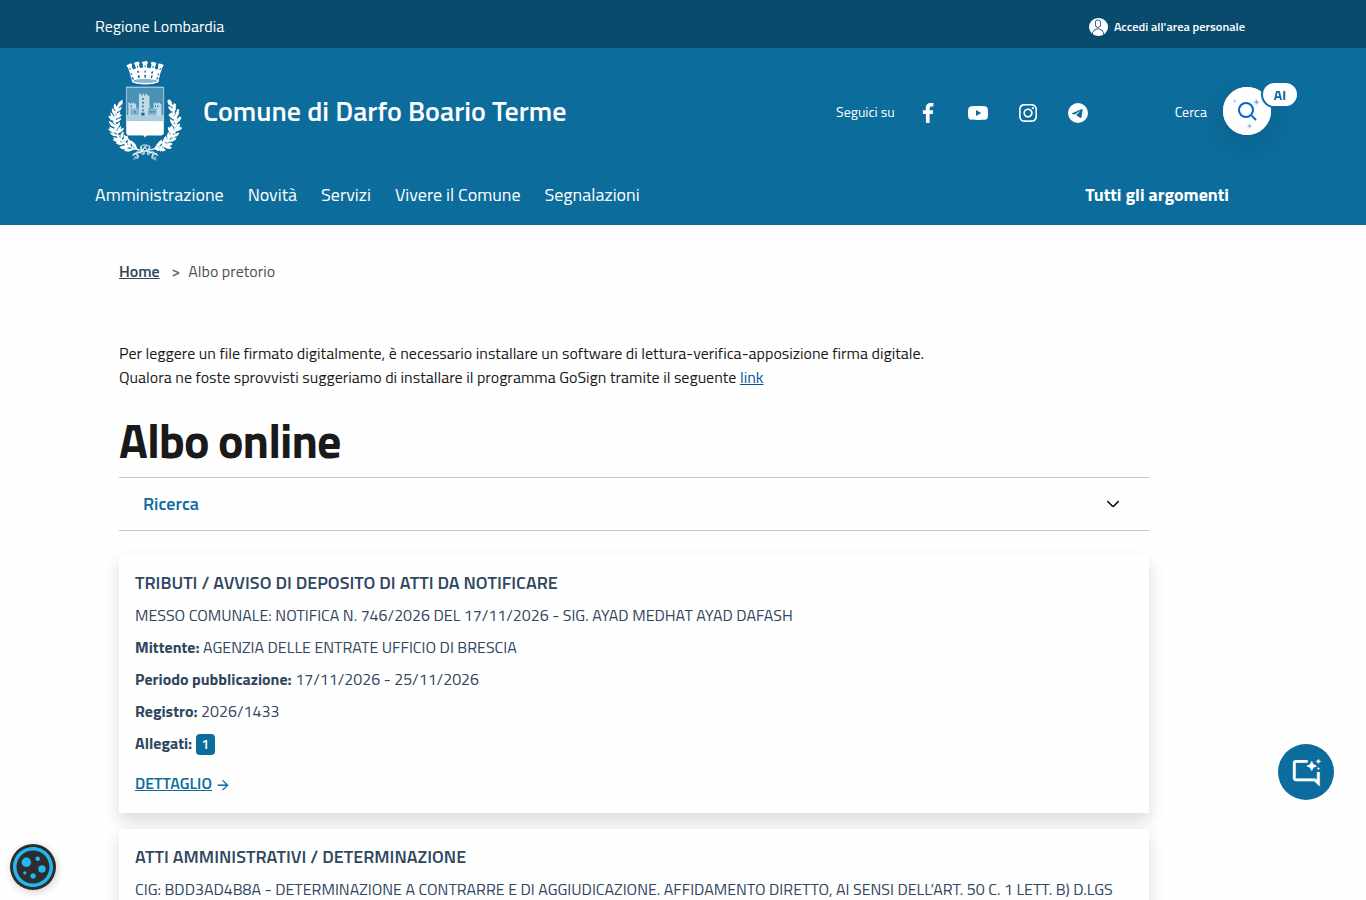 Regione Lombardia
Accedi all'area personale
Comune di Darfo Boario Terme
Seguici su
Cerca
AI
Amministrazione Novità Servizi Vivere il Comune Segnalazioni Tutti gli argomenti
Home > Albo pretorio
Per leggere un file firmato digitalmente, è necessario installare un software di lettura-verifica-apposizione firma digitale.
Qualora ne foste sprovvisti suggeriamo di installare il programma GoSign tramite il seguente link
Albo online
Ricerca
TRIBUTI / AVVISO DI DEPOSITO DI ATTI DA NOTIFICARE
MESSO COMUNALE: NOTIFICA N. 746/2026 DEL 17/11/2026 - SIG. AYAD MEDHAT AYAD DAFASH
Mittente: AGENZIA DELLE ENTRATE UFFICIO DI BRESCIA
Periodo pubblicazione: 17/11/2026 - 25/11/2026
Registro: 2026/1433
Allegati: 1
DETTAGLIO
ATTI AMMINISTRATIVI / DETERMINAZIONE
CIG: BDD3AD4B8A - DETERMINAZIONE A CONTRARRE E DI AGGIUDICAZIONE. AFFIDAMENTO DIRETTO, AI SENSI DELL'ART. 50 C. 1 LETT. B) D.LGS